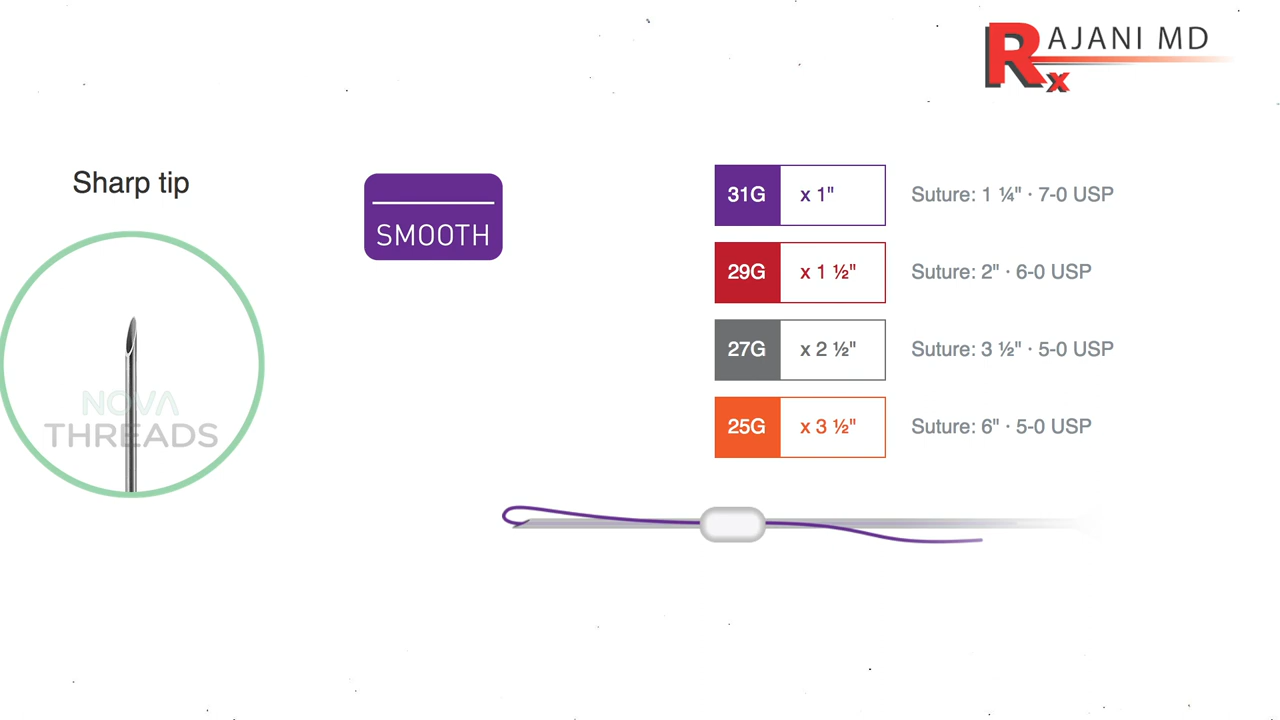 Rx AJANI MD
Sharp tip
NOVA
THREADS
SMOOTH
31G x 1" Suture: 1 ¼" · 7-0 USP
29G x 1 ½" Suture: 2" · 6-0 USP
27G x 2 ½" Suture: 3 ½" · 5-0 USP
25G x 3 ½" Suture: 6" · 5-0 USP